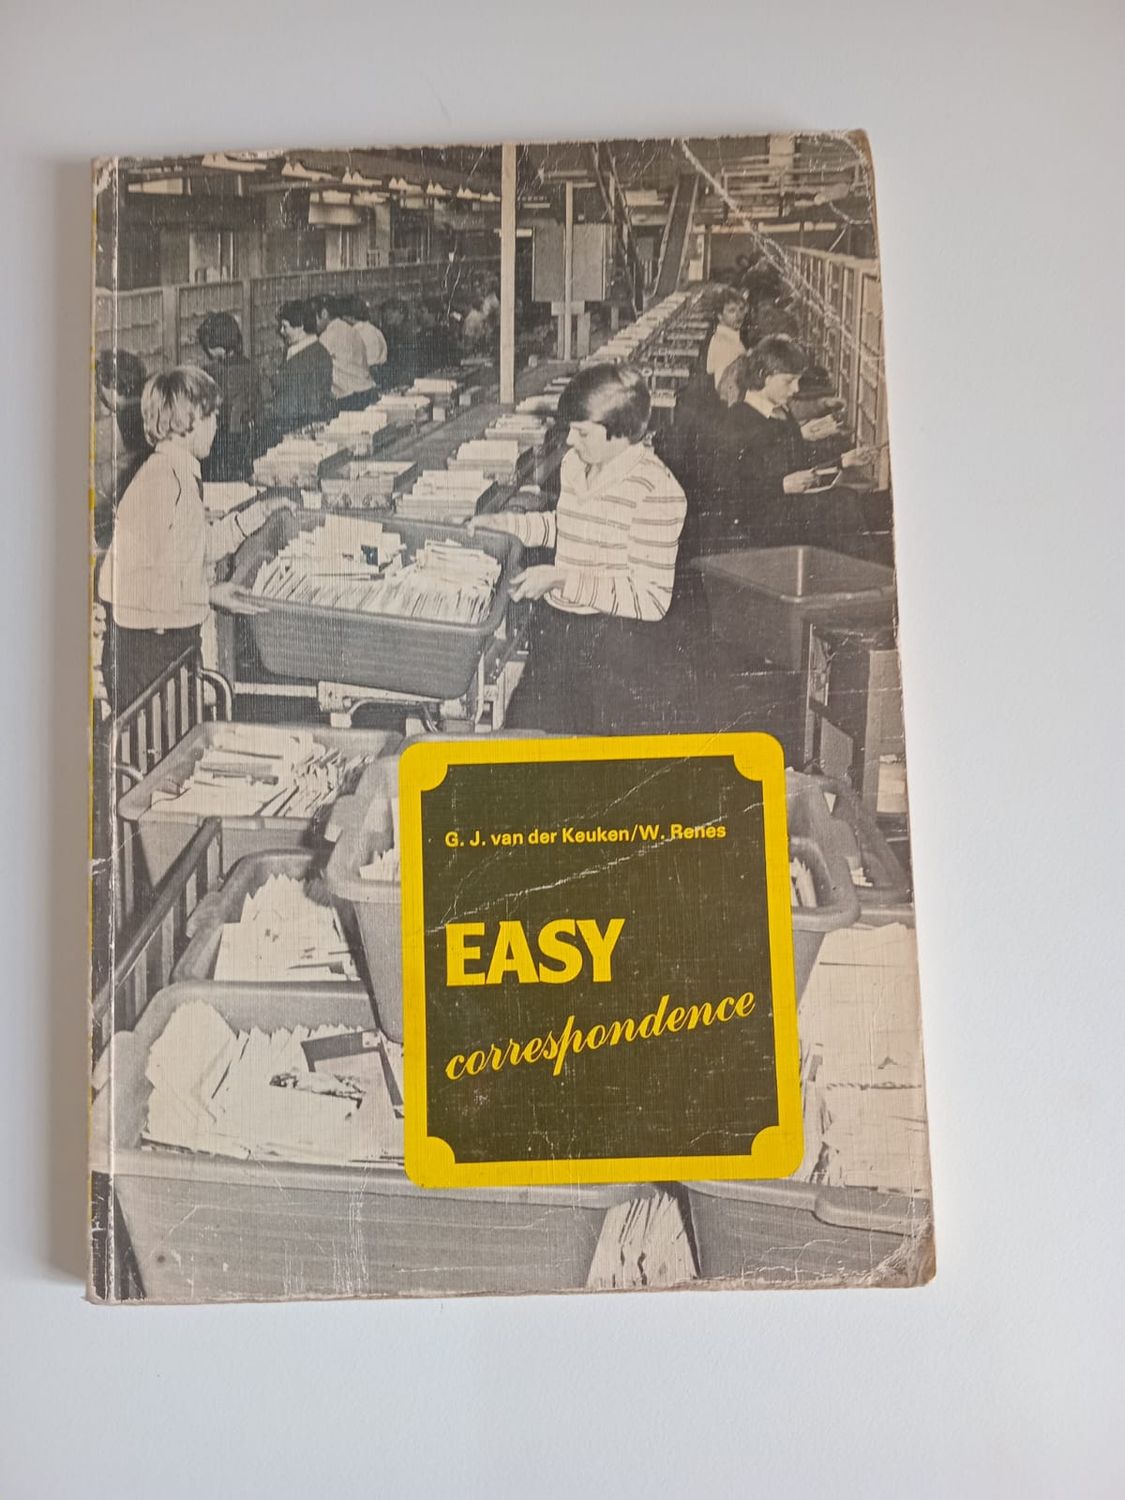 G. J. van der Keuken/W. Renes
EASY
correspondence